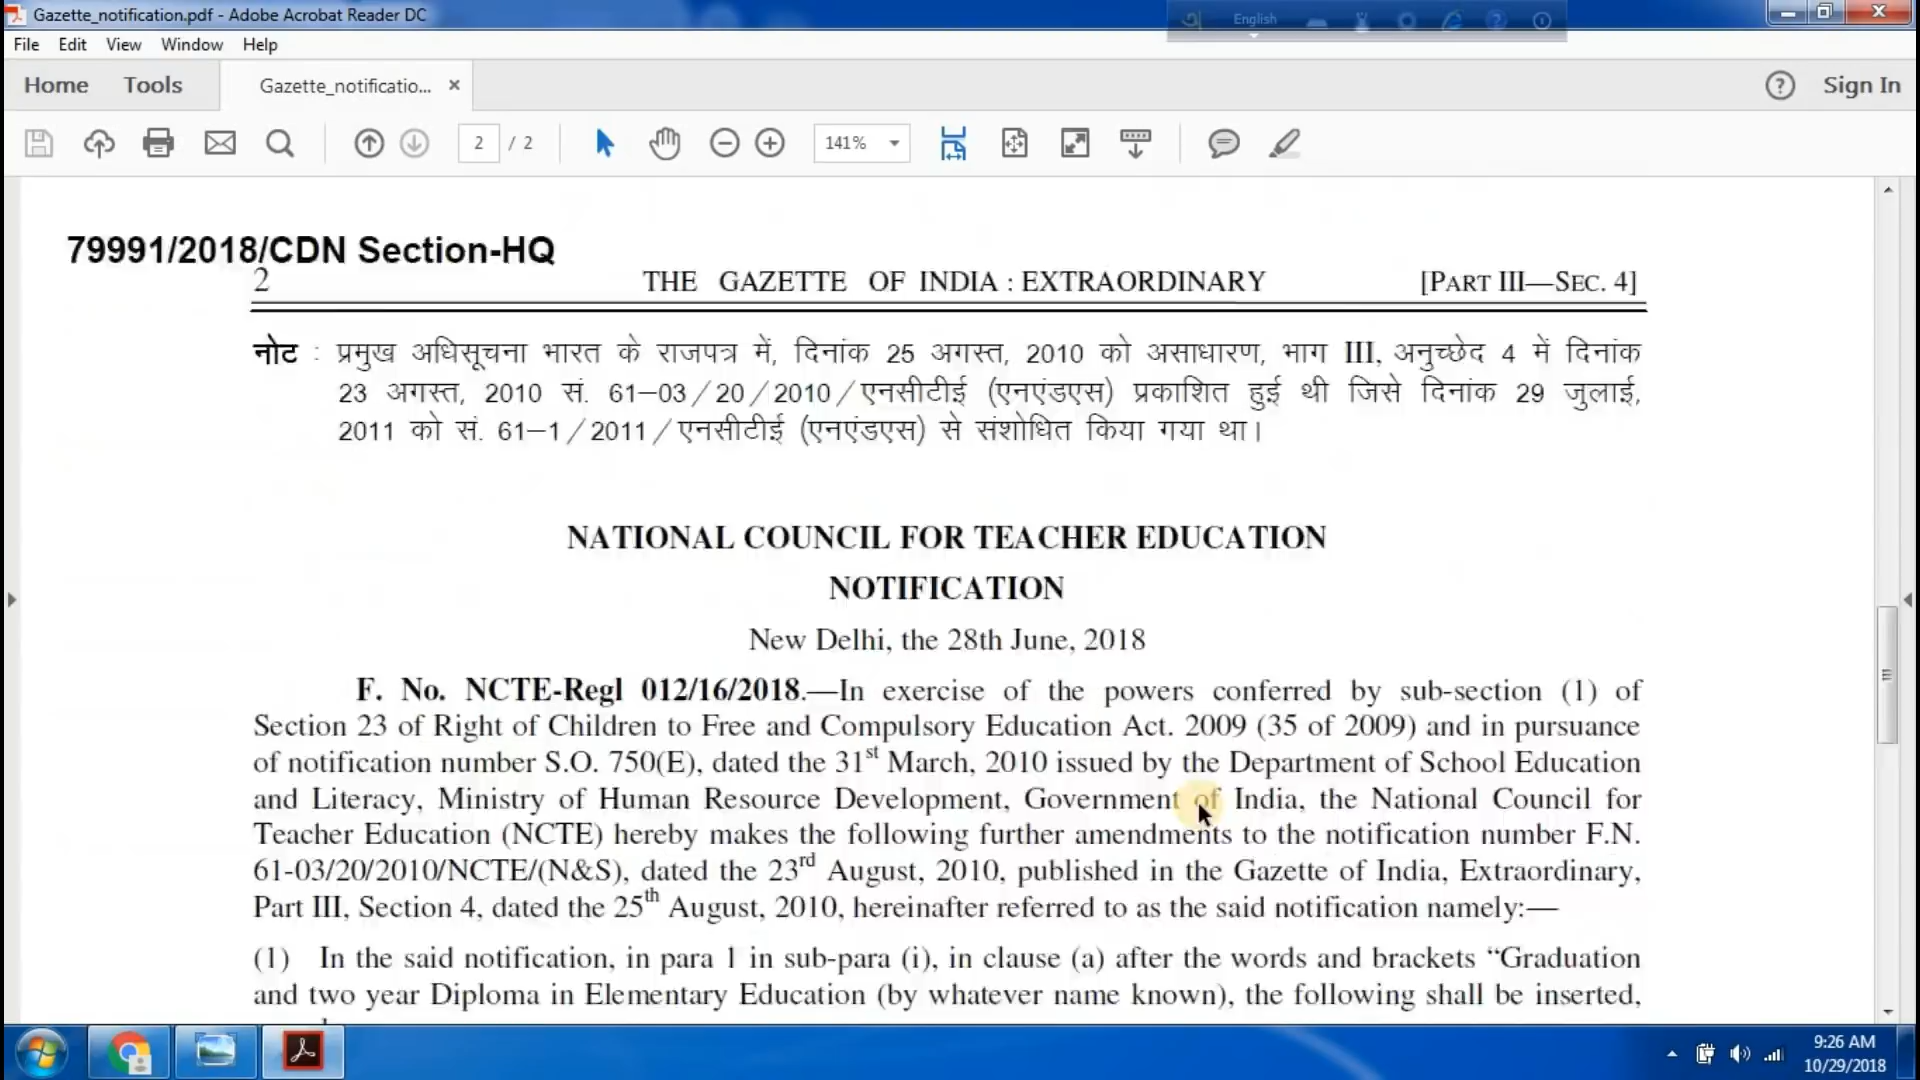 Gazette_notification.pdf - Adobe Acrobat Reader DC
English
File Edit View Window Help
Home Tools Gazette_notificatio... × Sign In
2 / 2 141%
79991/2018/CDN Section-HQ
2 THE GAZETTE OF INDIA : EXTRAORDINARY [PART III—SEC. 4]
नोट : प्रमुख अधिसूचना भारत के राजपत्र में, दिनांक 25 अगस्त, 2010 को असाधारण, भाग III, अनुच्छेद 4 में दिनांक
23 अगस्त, 2010 सं. 61–03/20/2010/एनसीटीई (एनएंडएस) प्रकाशित हुई थी जिसे दिनांक 29 जुलाई,
2011 को सं. 61–1/2011/एनसीटीई (एनएंडएस) से संशोधित किया गया था।
NATIONAL COUNCIL FOR TEACHER EDUCATION
NOTIFICATION
New Delhi, the 28th June, 2018
F. No. NCTE-Regl 012/16/2018.—In exercise of the powers conferred by sub-section (1) of
Section 23 of Right of Children to Free and Compulsory Education Act. 2009 (35 of 2009) and in pursuance
of notification number S.O. 750(E), dated the 31st March, 2010 issued by the Department of School Education
and Literacy, Ministry of Human Resource Development, Government of India, the National Council for
Teacher Education (NCTE) hereby makes the following further amendments to the notification number F.N.
61-03/20/2010/NCTE/(N&S), dated the 23rd August, 2010, published in the Gazette of India, Extraordinary,
Part III, Section 4, dated the 25th August, 2010, hereinafter referred to as the said notification namely:—
(1) In the said notification, in para 1 in sub-para (i), in clause (a) after the words and brackets “Graduation
and two year Diploma in Elementary Education (by whatever name known), the following shall be inserted,
9:26 AM
10/29/2018